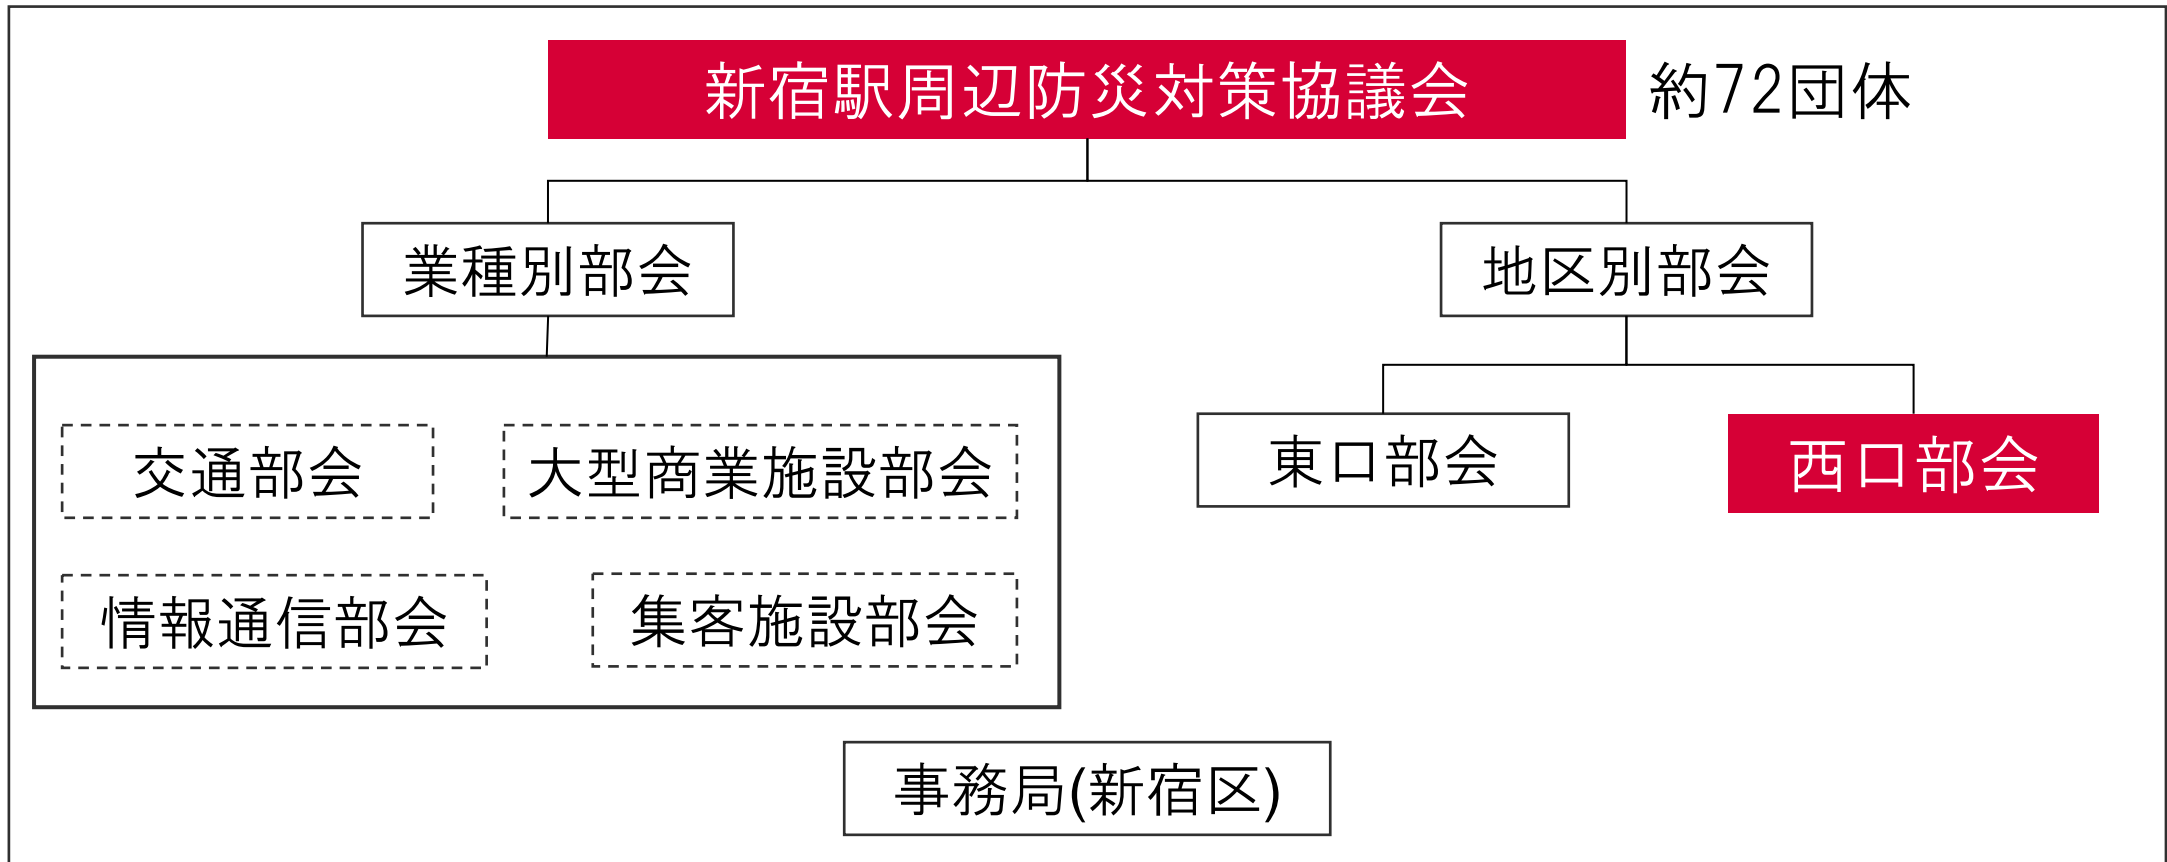 新宿駅周辺防災対策協議会
約72団体
業種別部会
地区別部会
交通部会
大型商業施設部会
情報通信部会
集客施設部会
東口部会
西口部会
事務局(新宿区)